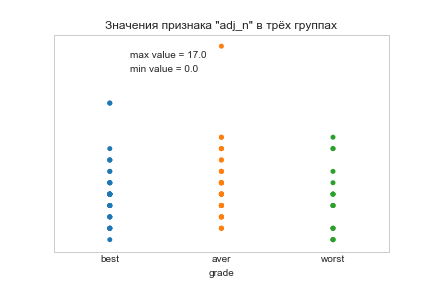 Значения признака "adj_n" в трёх группах
max value = 17.0
min value = 0.0
best aver worst
grade